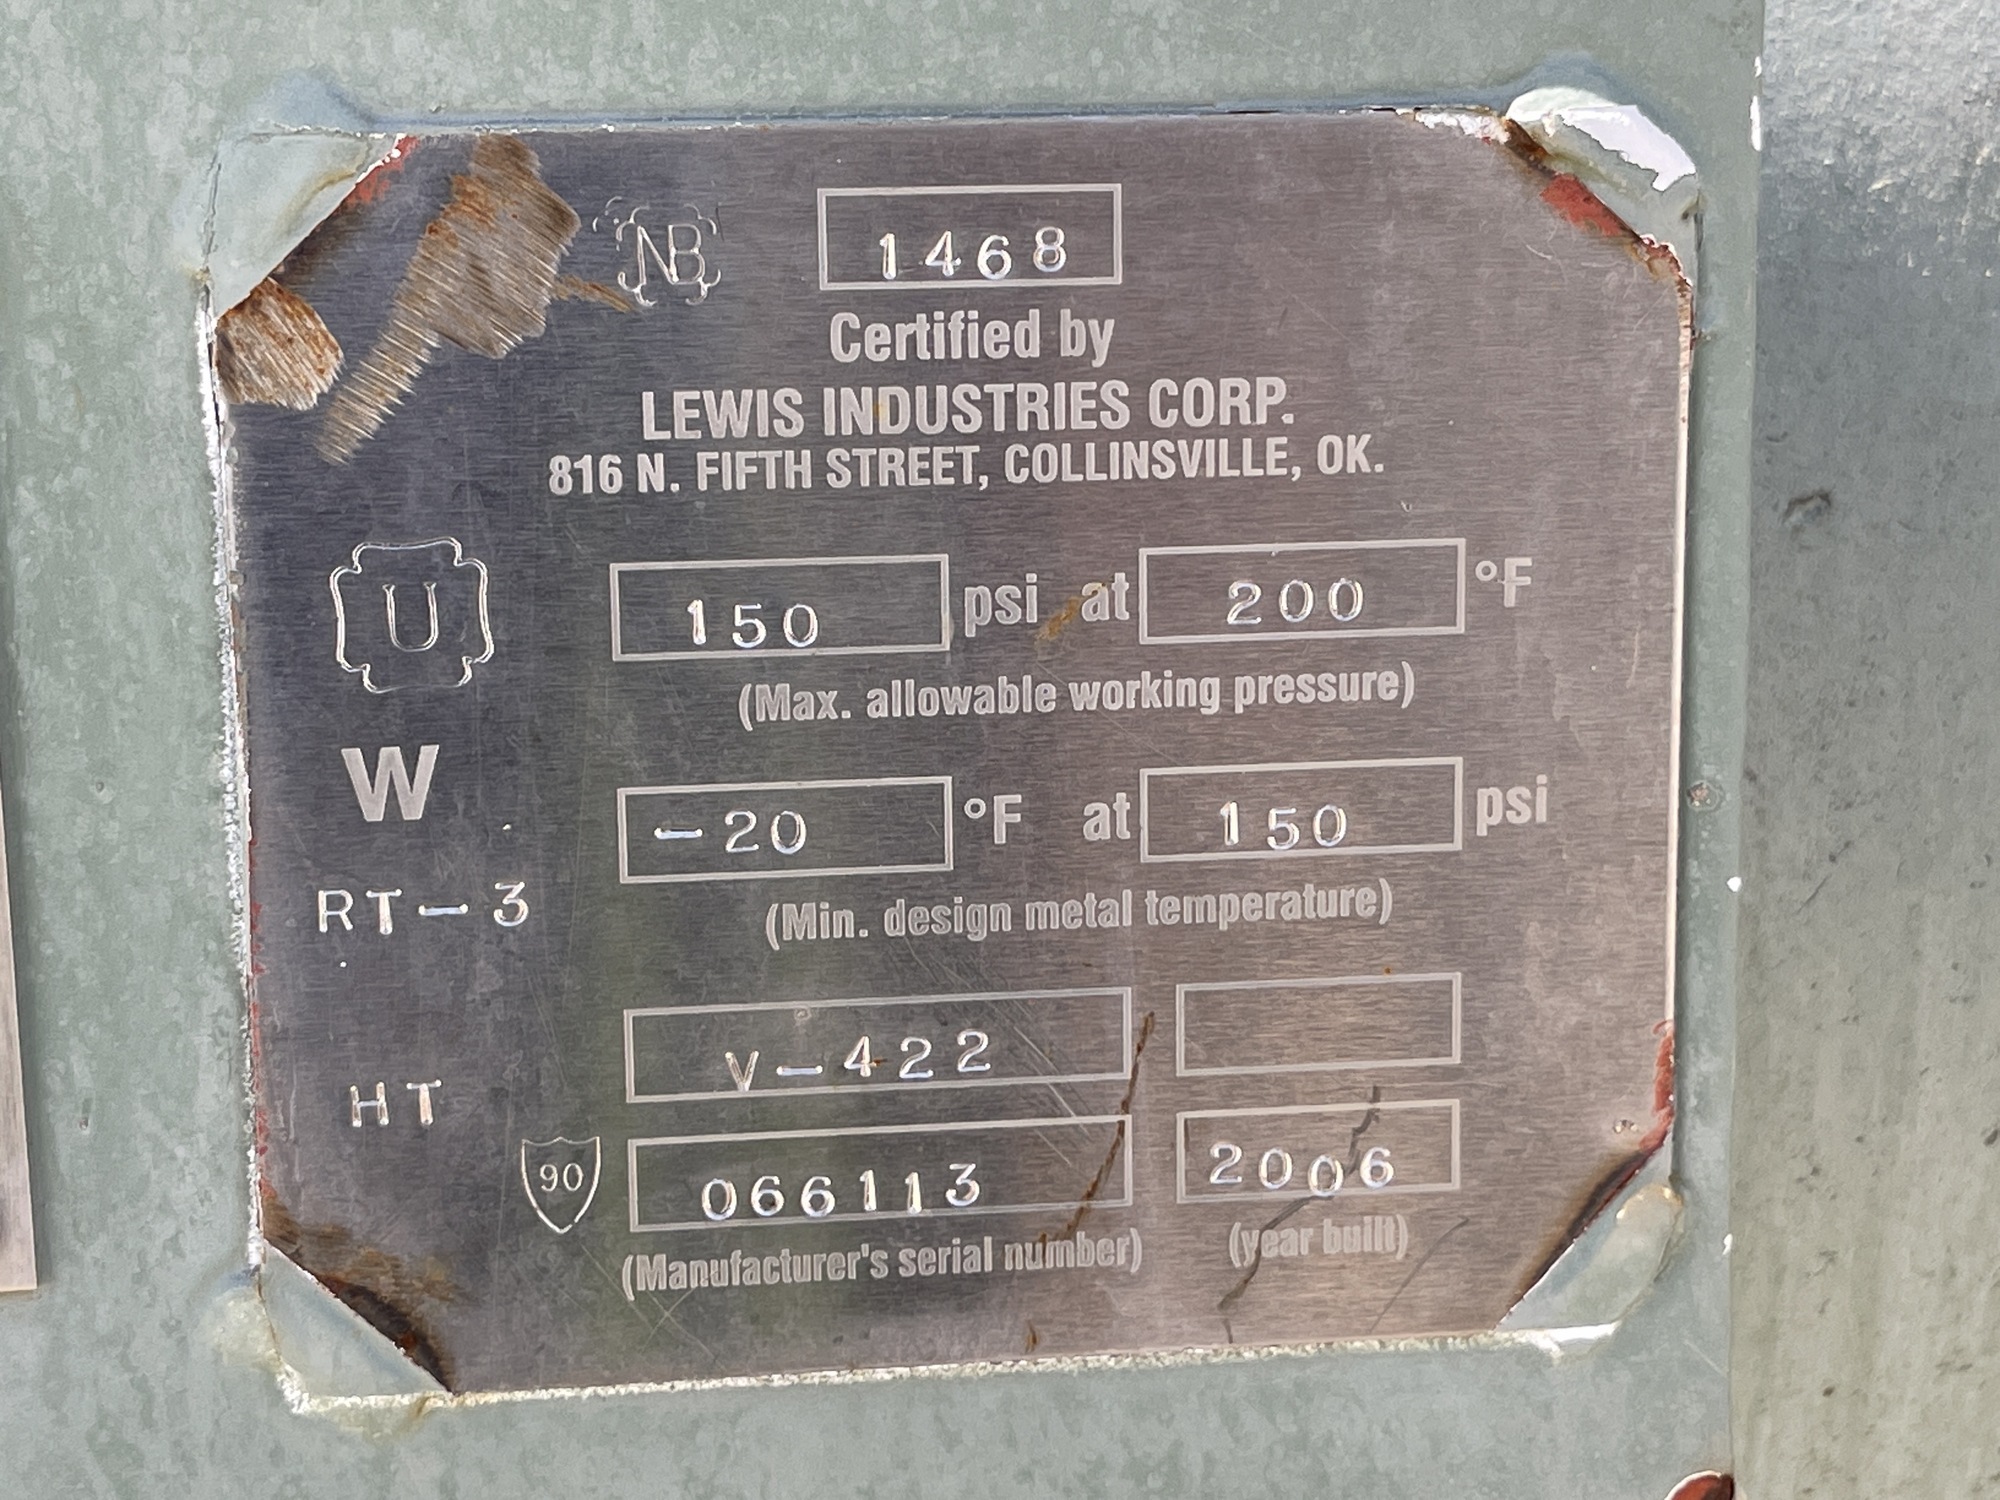 NB 1468
Certified by
LEWIS INDUSTRIES CORP.
816 N. FIFTH STREET, COLLINSVILLE, OK.
U 150 psi at 200 °F
(Max. allowable working pressure)
W
-20 °F at 150 psi
RT-3
(Min. design metal temperature)
V-422
HT
90 066113 2006
(Manufacturer's serial number) (year built)